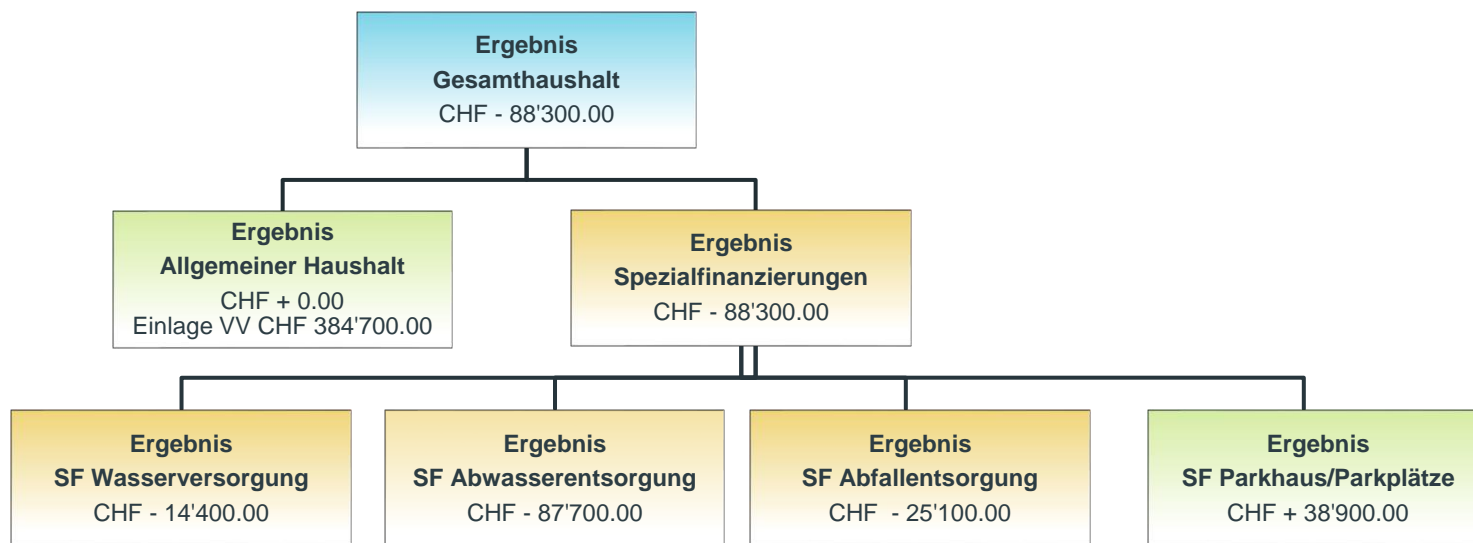 Ergebnis
Gesamthaushalt
CHF - 88'300.00
Ergebnis
Allgemeiner Haushalt
CHF + 0.00
Einlage VV CHF 384'700.00
Ergebnis
Spezialfinanzierungen
CHF - 88'300.00
Ergebnis
SF Wasserversorgung
CHF - 14'400.00
Ergebnis
SF Abwasserentsorgung
CHF - 87'700.00
Ergebnis
SF Abfallentsorgung
CHF  - 25'100.00
Ergebnis
SF Parkhaus/Parkplätze
CHF + 38'900.00